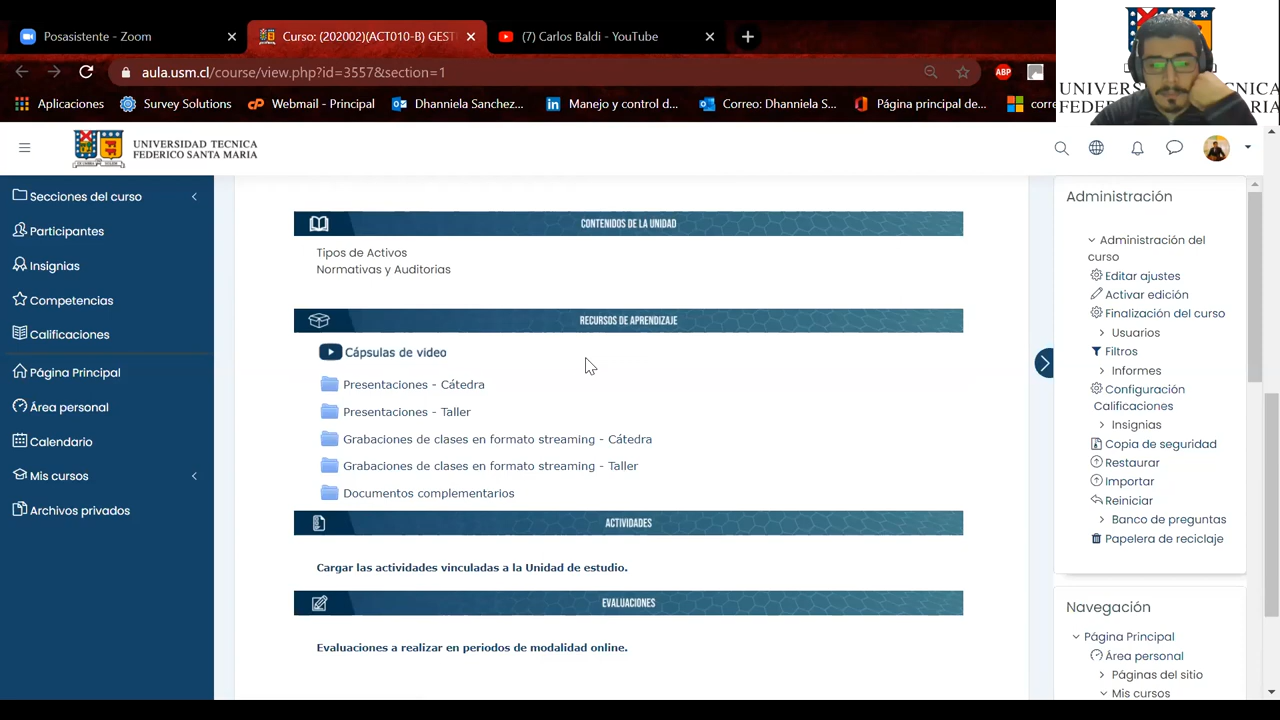 Posasistente - Zoom
Curso: (202002)(ACT010-B) GEST
(7) Carlos Baldi - YouTube
aula.usm.cl/course/view.php?id=3557&section=1
ABP
Aplicaciones
Survey Solutions
Webmail - Principal
Dhanniela Sanchez...
Manejo y control d...
Correo: Dhanniela S...
Página principal de...
corre
UNIVERSIDAD TECNICA
FEDERICO SANTA MARIA
Secciones del curso
Participantes
Insignias
Competencias
Calificaciones
Página Principal
Área personal
Calendario
Mis cursos
Archivos privados
CONTENIDOS DE LA UNIDAD
Tipos de Activos
Normativas y Auditorias
RECURSOS DE APRENDIZAJE
Cápsulas de video
Presentaciones - Cátedra
Presentaciones - Taller
Grabaciones de clases en formato streaming - Cátedra
Grabaciones de clases en formato streaming - Taller
Documentos complementarios
ACTIVIDADES
Cargar las actividades vinculadas a la Unidad de estudio.
EVALUACIONES
Evaluaciones a realizar en periodos de modalidad online.
Administración
Administración del
curso
Editar ajustes
Activar edición
Finalización del curso
Usuarios
Filtros
Informes
Configuración
Calificaciones
Insignias
Copia de seguridad
Restaurar
Importar
Reiniciar
Banco de preguntas
Papelera de reciclaje
Navegación
Página Principal
Área personal
Páginas del sitio
Mis cursos